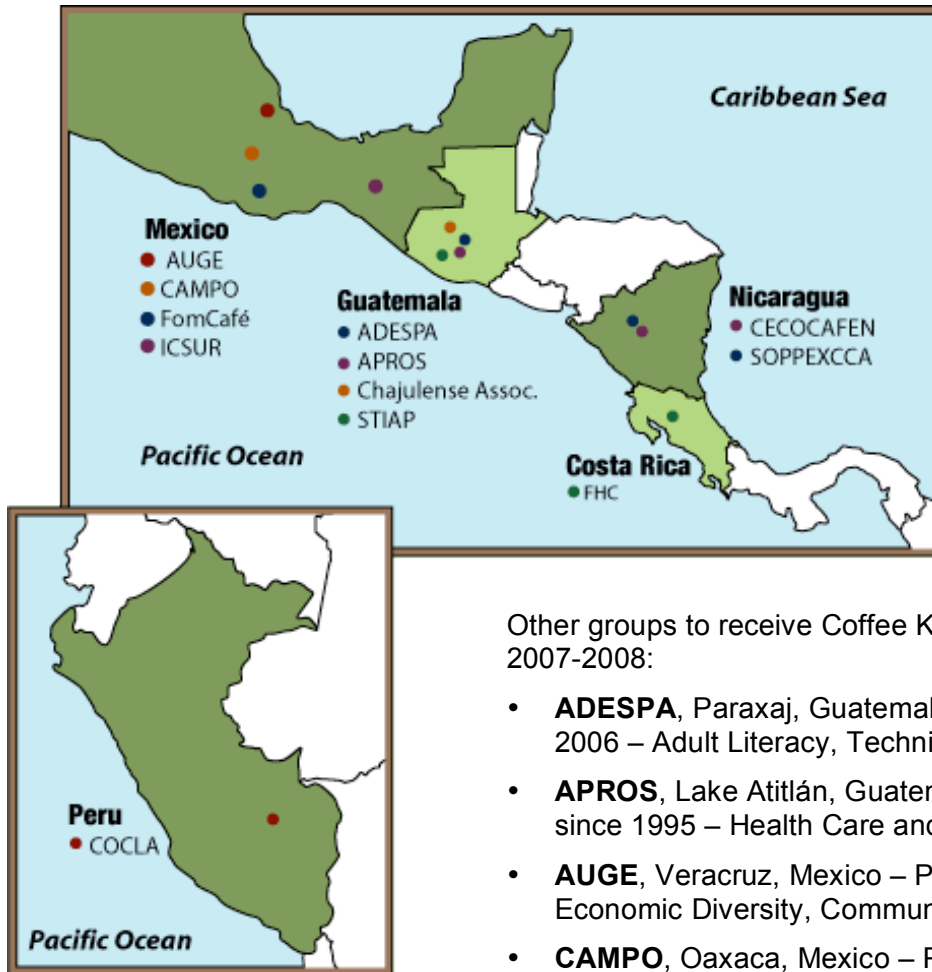 Caribbean Sea
Mexico
AUGE
CAMPO
FomCafé
ICSUR
Guatemala
ADESPA
APROS
Chajulense Assoc.
STIAP
Nicaragua
CECOCAFEN
SOPPEXCCA
Pacific Ocean
Costa Rica
FHC
Peru
COCLA
Pacific Ocean
Other groups to receive Coffee K
2007-2008:
• ADESPA, Paraxaj, Guatemal
2006 – Adult Literacy, Techni
• APROS, Lake Atitlán, Guatem
since 1995 – Health Care and
• AUGE, Veracruz, Mexico – P
Economic Diversity, Commun
• CAMPO, Oaxaca, Mexico – P